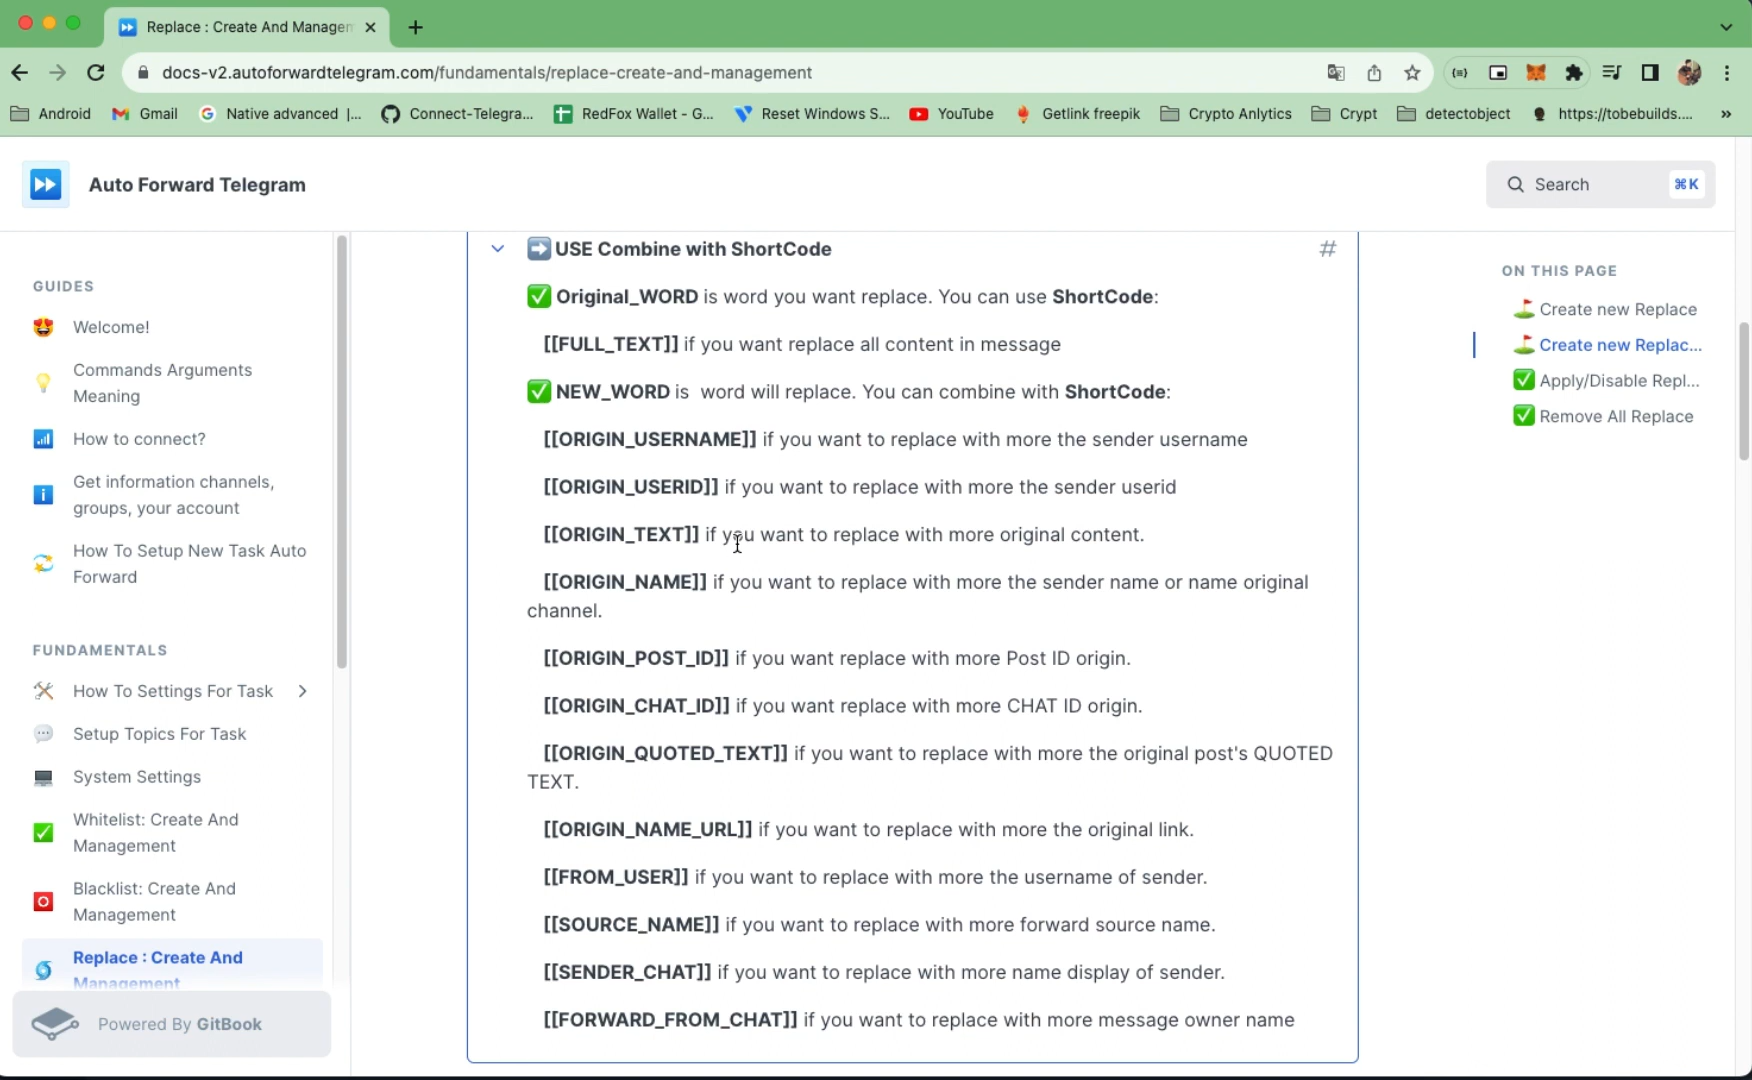 Replace : Create And Managem
docs-v2.autoforwardtelegram.com/fundamentals/replace-create-and-management
Android
Gmail
Native advanced |...
Connect-Telegra...
RedFox Wallet - G...
Reset Windows S...
YouTube
Getlink freepik
Crypto Anlytics
Crypt
detectobject
https://tobebuilds....
»
Auto Forward Telegram
Search
⌘K
GUIDES
Welcome!
Commands Arguments
Meaning
How to connect?
Get information channels,
groups, your account
How To Setup New Task Auto
Forward
FUNDAMENTALS
How To Settings For Task
Setup Topics For Task
System Settings
Whitelist: Create And
Management
Blacklist: Create And
Management
Replace : Create And
Management
Powered By GitBook
USE Combine with ShortCode
#
Original_WORD is word you want replace. You can use ShortCode:
[[FULL_TEXT]] if you want replace all content in message
NEW_WORD is  word will replace. You can combine with ShortCode:
[[ORIGIN_USERNAME]] if you want to replace with more the sender username
[[ORIGIN_USERID]] if you want to replace with more the sender userid
[[ORIGIN_TEXT]] if you want to replace with more original content.
[[ORIGIN_NAME]] if you want to replace with more the sender name or name original
channel.
[[ORIGIN_POST_ID]] if you want replace with more Post ID origin.
[[ORIGIN_CHAT_ID]] if you want replace with more CHAT ID origin.
[[ORIGIN_QUOTED_TEXT]] if you want to replace with more the original post's QUOTED
TEXT.
[[ORIGIN_NAME_URL]] if you want to replace with more the original link.
[[FROM_USER]] if you want to replace with more the username of sender.
[[SOURCE_NAME]] if you want to replace with more forward source name.
[[SENDER_CHAT]] if you want to replace with more name display of sender.
[[FORWARD_FROM_CHAT]] if you want to replace with more message owner name
ON THIS PAGE
Create new Replace
Create new Replac...
Apply/Disable Repl...
Remove All Replace